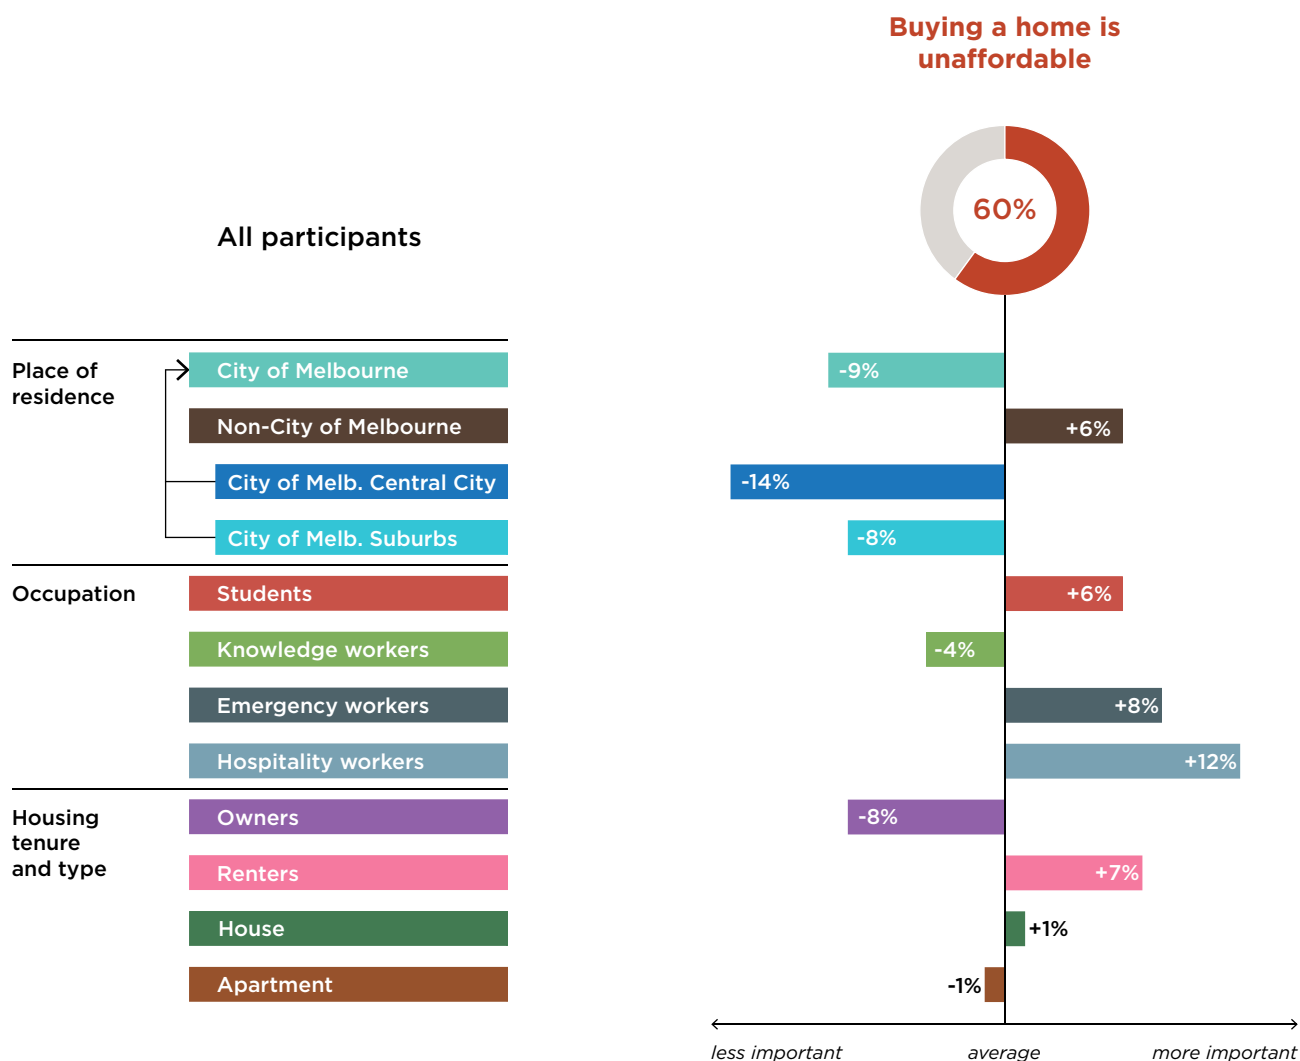 Buying a home is
unaffordable
60%
All participants
Place of
residence
City of Melbourne
-9%
Non-City of Melbourne
+6%
City of Melb. Central City
-14%
City of Melb. Suburbs
-8%
Occupation
Students
+6%
Knowledge workers
-4%
Emergency workers
+8%
Hospitality workers
+12%
Housing
tenure
and type
Owners
-8%
Renters
+7%
House
+1%
Apartment
-1%
less important
average
more important